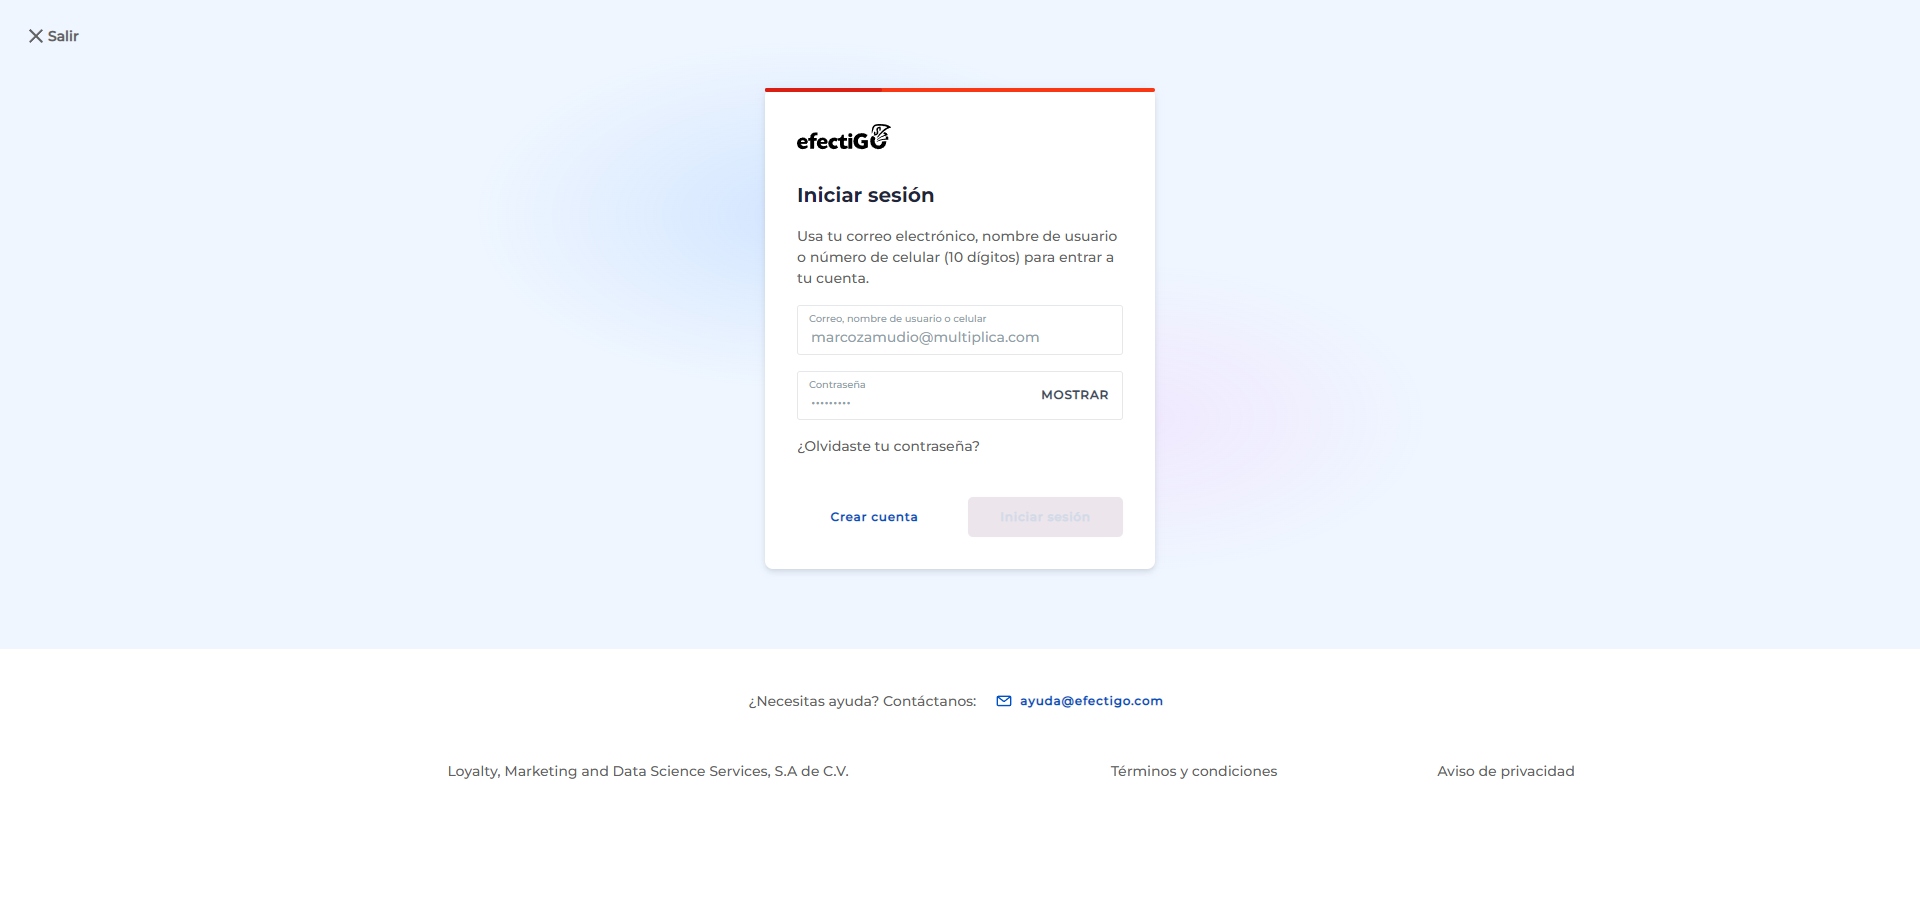 Salir
efectiGO
Iniciar sesión
Usa tu correo electrónico, nombre de usuario
o número de celular (10 dígitos) para entrar a
tu cuenta.
Correo, nombre de usuario o celular
marcozamudio@multiplica.com
Contraseña
•••••••••
MOSTRAR
¿Olvidaste tu contraseña?
Crear cuenta
Iniciar sesión
¿Necesitas ayuda? Contáctanos:
ayuda@efectigo.com
Loyalty, Marketing and Data Science Services, S.A de C.V.
Términos y condiciones
Aviso de privacidad